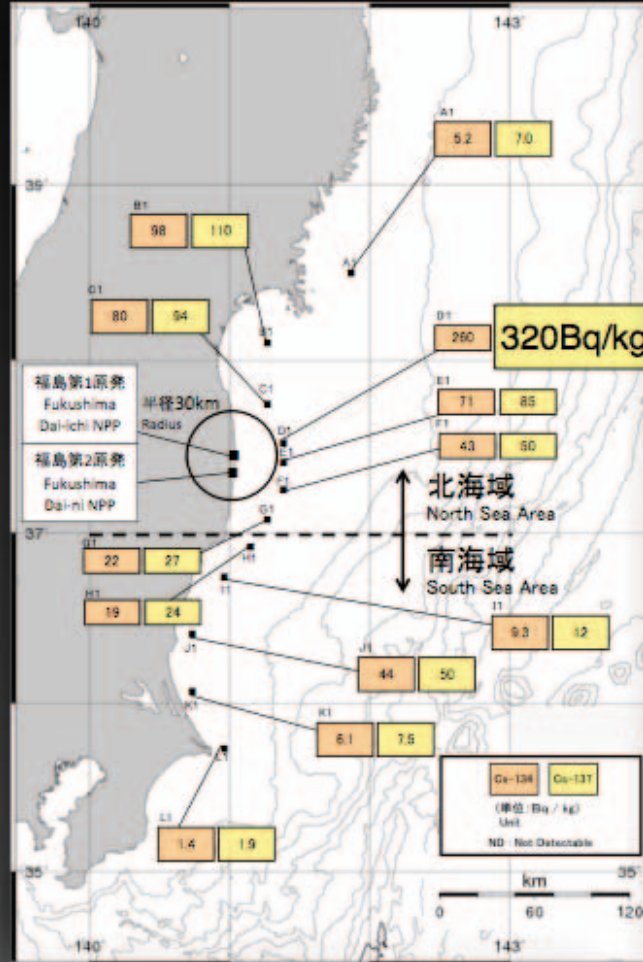 140°
143°
A1
5.2 7.0
39°
B1
98 110
A1
C1
80 94
D1
260 320Bq/kg
B1
E1
71 85
C1
F1
43 50
福島第1原発
Fukushima
Dai-ichi NPP
半径30km
Radius
D1
E1
F1
福島第2原発
Fukushima
Dai-ni NPP
北海域
North Sea Area
G1
37°
G1
22 27
H1
南海域
South Sea Area
I1
H1
19 24
I1
9.3 12
J1
J1
44 50
K1
K1
6.1 7.5
L1
Cs-134 Cs-137
(単位:Bq / kg)
Unit
ND : Not Detectable
L1
1.4 1.9
35°
35°
km
0 60 120
140°
143°